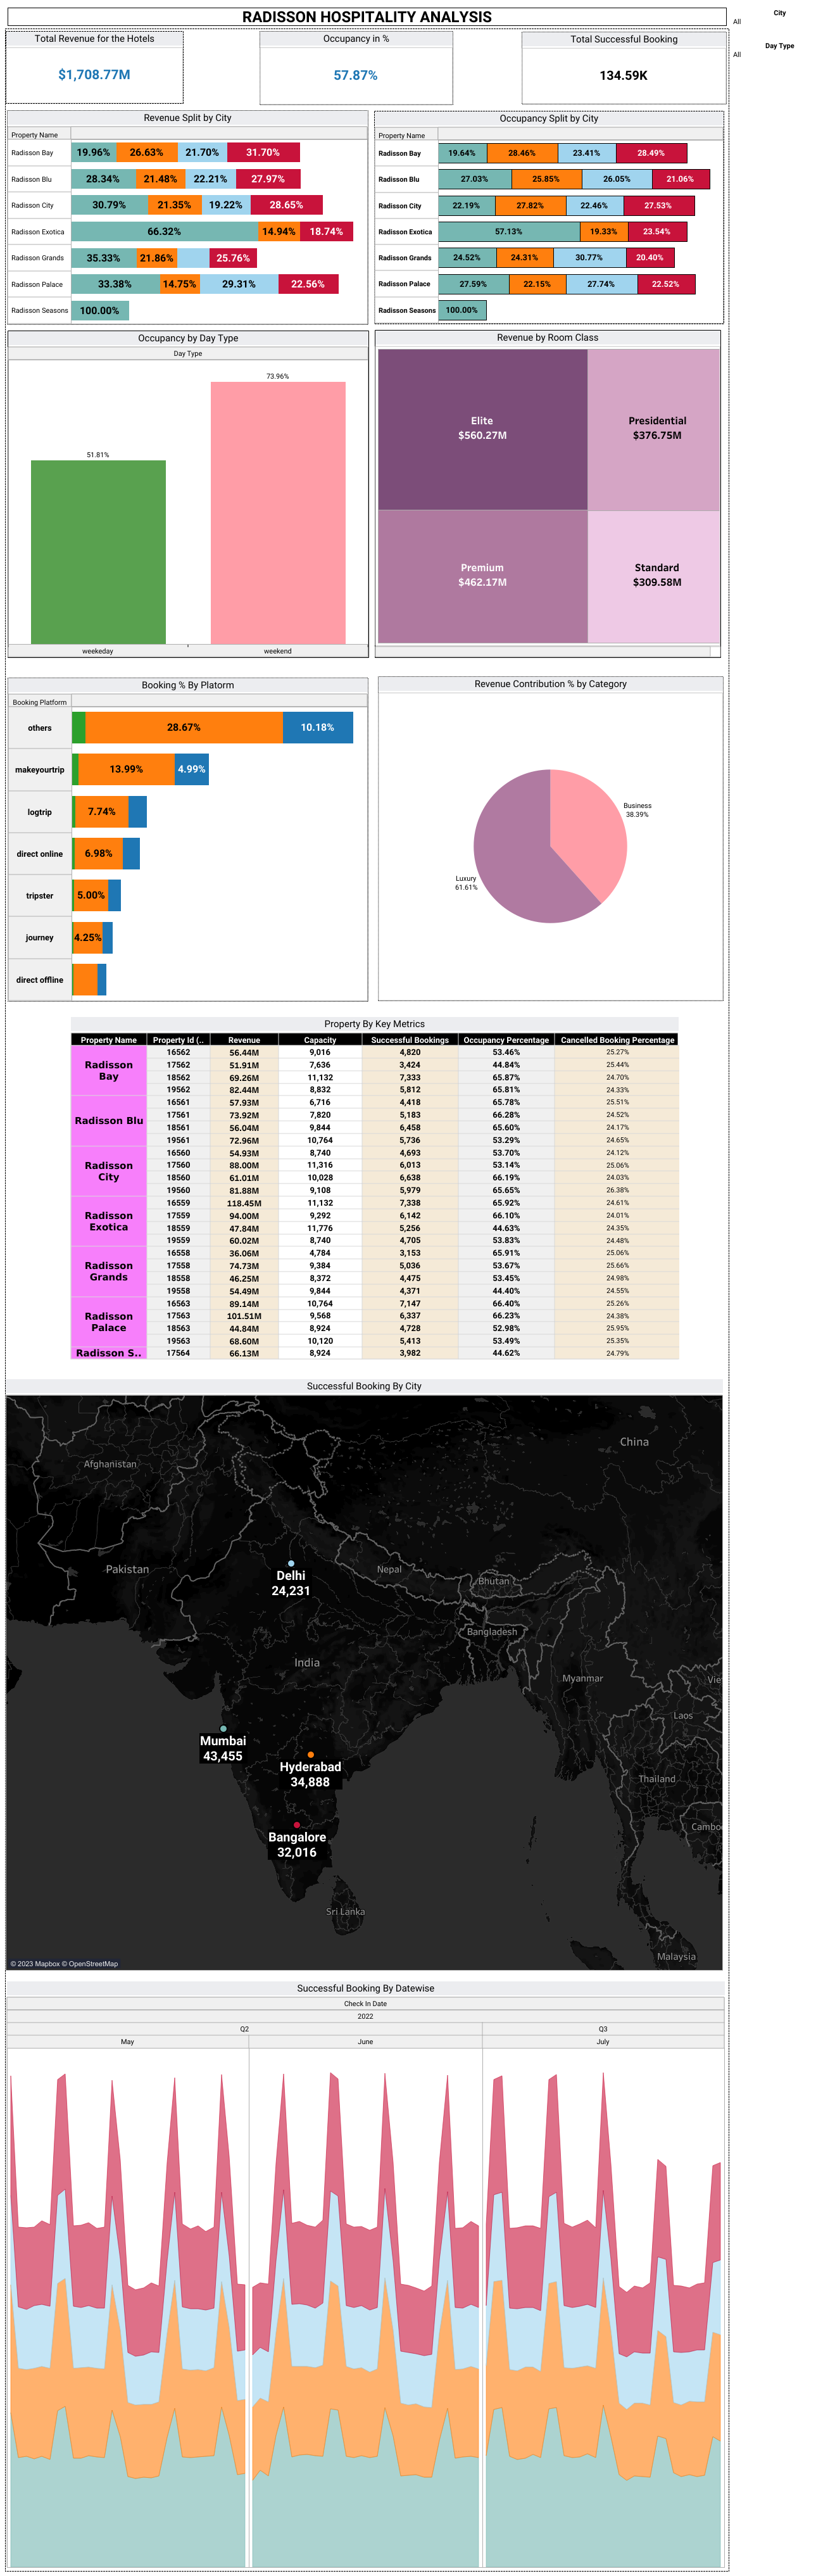 RADISSON HOSPITALITY ANALYSIS
City
All
Day Type
All
Total Revenue for the Hotels
$1,708.77M
Occupancy in %
57.87%
Total Successful Booking
134.59K
Revenue Split by City
Property Name
Radisson Bay 19.96% 26.63% 21.70% 31.70%
Radisson Blu 28.34% 21.48% 22.21% 27.97%
Radisson City 30.79% 21.35% 19.22% 28.65%
Radisson Exotica 66.32% 14.94% 18.74%
Radisson Grands 35.33% 21.86% 25.76%
Radisson Palace 33.38% 14.75% 29.31% 22.56%
Radisson Seasons 100.00%
Occupancy Split by City
Property Name
Radisson Bay 19.64% 28.46% 23.41% 28.49%
Radisson Blu 27.03% 25.85% 26.05% 21.06%
Radisson City 22.19% 27.82% 22.46% 27.53%
Radisson Exotica 57.13% 19.33% 23.54%
Radisson Grands 24.52% 24.31% 30.77% 20.40%
Radisson Palace 27.59% 22.15% 27.74% 22.52%
Radisson Seasons 100.00%
Occupancy by Day Type
Day Type
73.96%
51.81%
weekeday weekend
Revenue by Room Class
Elite
$560.27M
Presidential
$376.75M
Premium
$462.17M
Standard
$309.58M
Booking % By Platorm
Booking Platform
others 28.67% 10.18%
makeyourtrip 13.99% 4.99%
logtrip 7.74%
direct online 6.98%
tripster 5.00%
journey 4.25%
direct offline
Revenue Contribution % by Category
Business
38.39%
Luxury
61.61%
Property By Key Metrics
Property Name Property Id (.. Revenue Capacity Successful Bookings Occupancy Percentage Cancelled Booking Percentage
Radisson
Bay
16562 56.44M 9,016 4,820 53.46% 25.27%
17562 51.91M 7,636 3,424 44.84% 25.44%
18562 69.26M 11,132 7,333 65.87% 24.70%
19562 82.44M 8,832 5,812 65.81% 24.33%
Radisson Blu
16561 57.93M 6,716 4,418 65.78% 25.51%
17561 73.92M 7,820 5,183 66.28% 24.52%
18561 56.04M 9,844 6,458 65.60% 24.17%
19561 72.96M 10,764 5,736 53.29% 24.65%
Radisson
City
16560 54.93M 8,740 4,693 53.70% 24.12%
17560 88.00M 11,316 6,013 53.14% 25.06%
18560 61.01M 10,028 6,638 66.19% 24.03%
19560 81.88M 9,108 5,979 65.65% 26.38%
Radisson
Exotica
16559 118.45M 11,132 7,338 65.92% 24.61%
17559 94.00M 9,292 6,142 66.10% 24.01%
18559 47.84M 11,776 5,256 44.63% 24.35%
19559 60.02M 8,740 4,705 53.83% 24.48%
Radisson
Grands
16558 36.06M 4,784 3,153 65.91% 25.06%
17558 74.73M 9,384 5,036 53.67% 25.66%
18558 46.25M 8,372 4,475 53.45% 24.98%
19558 54.49M 9,844 4,371 44.40% 24.55%
Radisson
Palace
16563 89.14M 10,764 7,147 66.40% 25.26%
17563 101.51M 9,568 6,337 66.23% 24.38%
18563 44.84M 8,924 4,728 52.98% 25.95%
19563 68.60M 10,120 5,413 53.49% 25.35%
Radisson S.. 17564 66.13M 8,924 3,982 44.62% 24.79%
Successful Booking By City
China
Afghanistan
Pakistan
Nepal
Bhutan
Delhi
24,231
Bangladesh
India
Myanmar
Vie
Laos
Mumbai
43,455
Hyderabad
34,888
Thailand
Cambo
Bangalore
32,016
Sri Lanka
Malaysia
© 2023 Mapbox © OpenStreetMap
Successful Booking By Datewise
Check In Date
2022
Q2 Q3
May June July